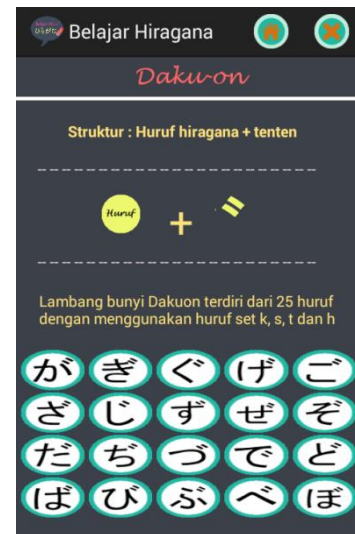 Belajar Hiragana
Daku-on
Struktur : Huruf hiragana + tenten
Huruf + "
Lambang bunyi Dakuon terdiri dari 25 huruf
dengan menggunakan huruf set k, s, t dan h
が ぎ ぐ げ ご
ざ じ ず ぜ ぞ
だ ぢ づ で ど
ば び ぶ べ ぼ